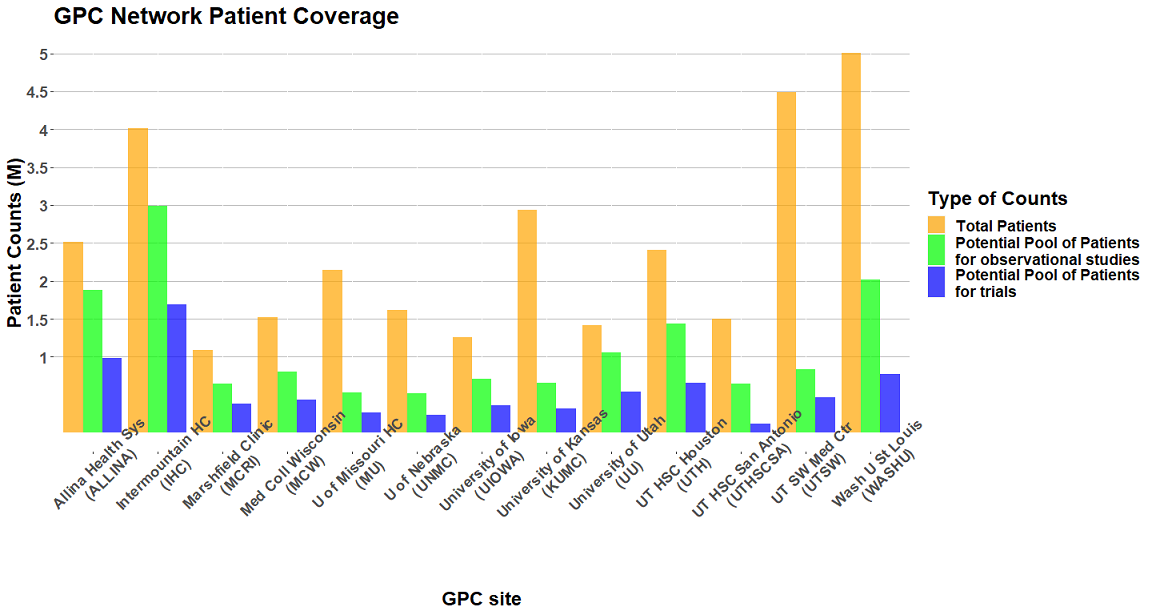 GPC Network Patient Coverage
Patient Counts (M)
5
4.5
4
3.5
3
2.5
2
1.5
1
Allina Health Sys
(ALLINA)
Intermountain HC
(IHC)
Marshfield Clinic
(MCRI)
Med Coll Wisconsin
(MCW)
U of Missouri HC
(MU)
U of Nebraska
(UNMC)
University of Iowa
(UIOWA)
University of Kansas
(KUMC)
University of Utah
(UU)
UT HSC Houston
(UTH)
UT HSC San Antonio
(UTHSCSA)
UT SW Med Ctr
(UTSW)
Wash U St Louis
(WASHU)
GPC site
Type of Counts
Total Patients
Potential Pool of Patients
for observational studies
Potential Pool of Patients
for trials